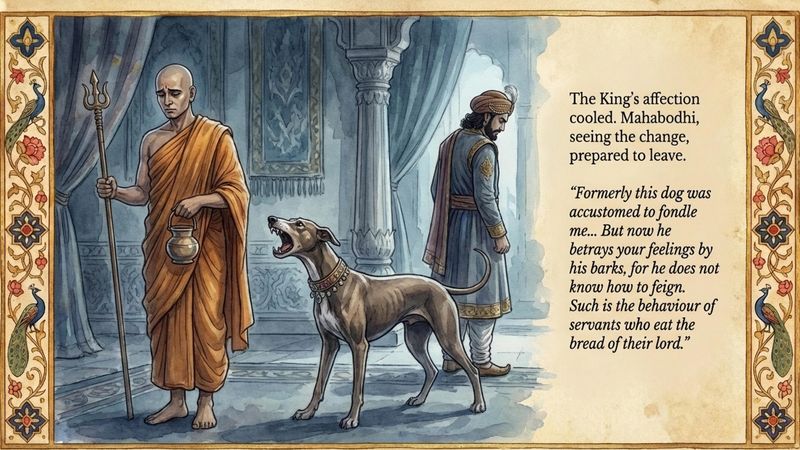 The King's affection
cooled. Mahabodhi,
seeing the change,
prepared to leave.
“Formerly this dog was
accustomed to fondle
me... But now he
betrays your feelings by
his barks, for he does not
know how to feign.
Such is the behaviour of
servants who eat the
bread of their lord.”